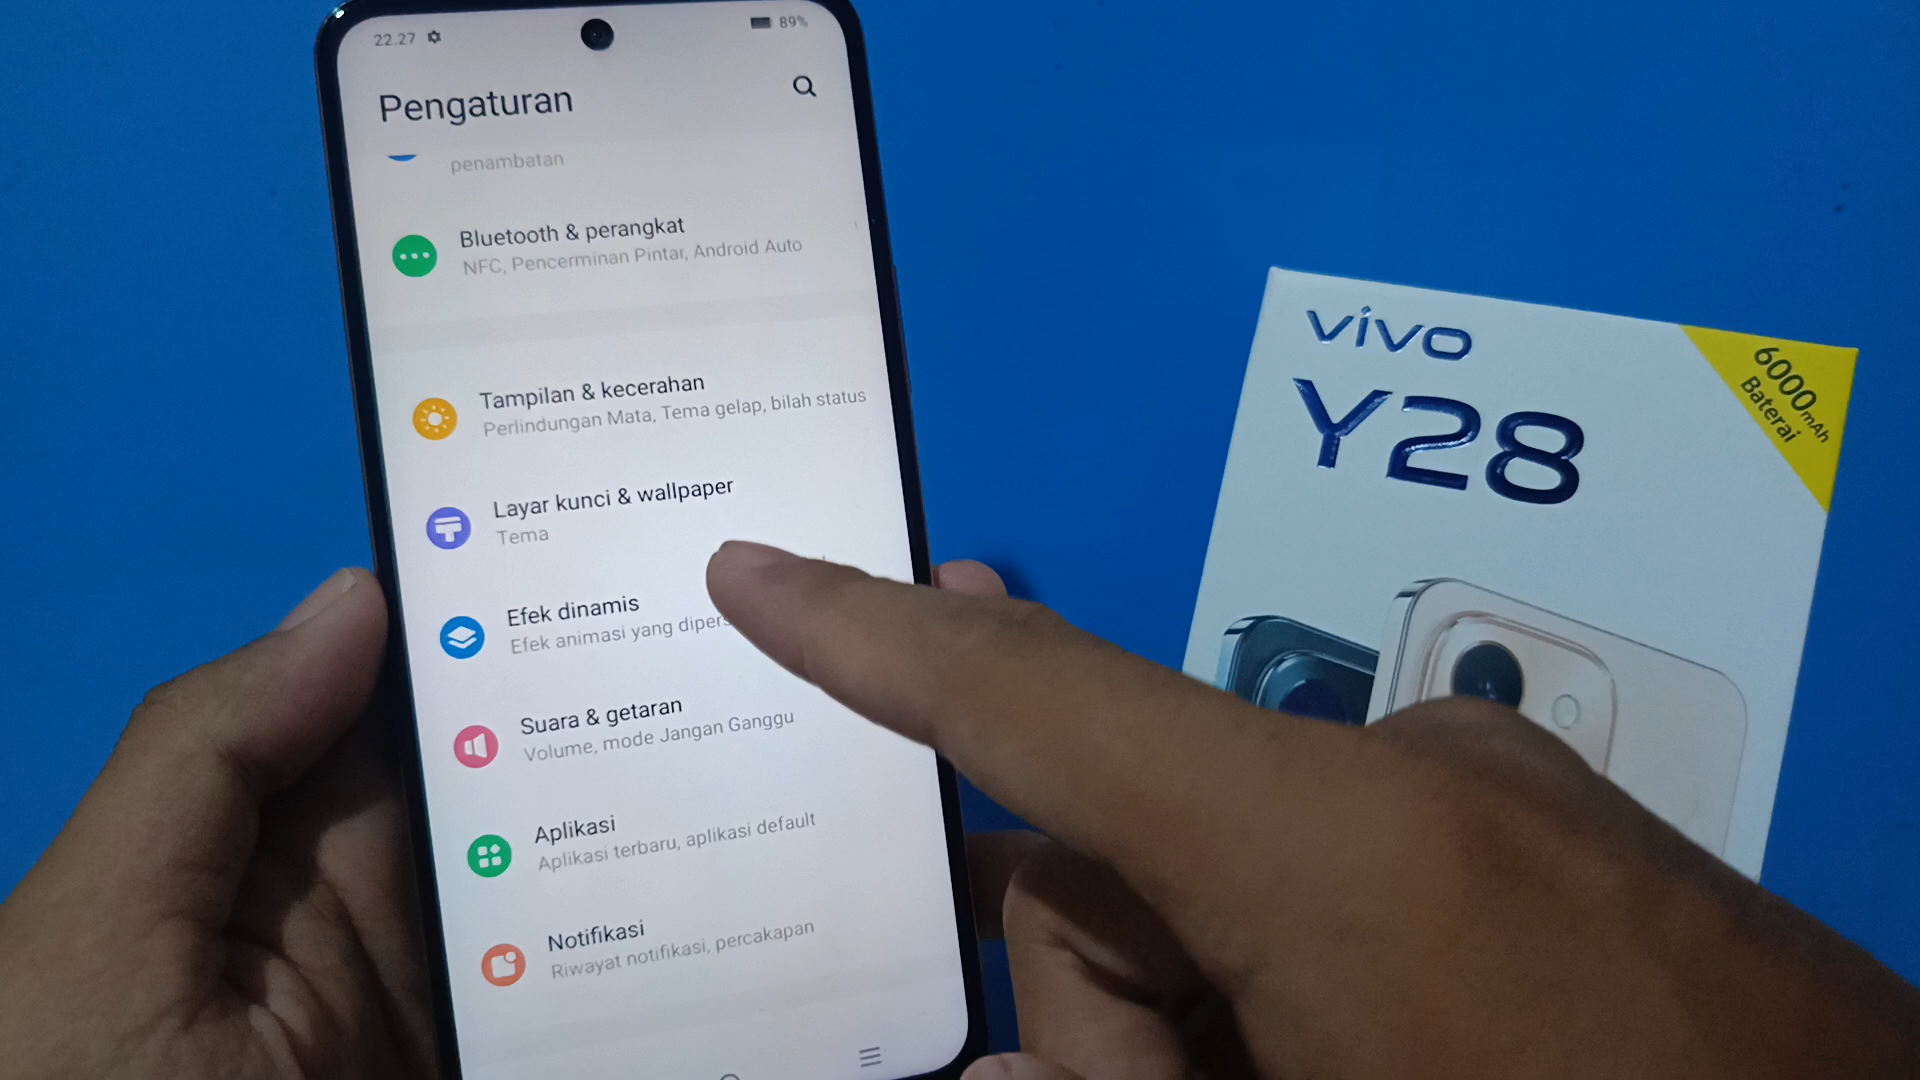 22.27
89%
Pengaturan
penambatan
Bluetooth & perangkat
NFC, Pencerminan Pintar, Android Auto
Tampilan & kecerahan
Perlindungan Mata, Tema gelap, bilah status
Layar kunci & wallpaper
Tema
Efek dinamis
Efek animasi yang
Suara & getaran
Volume, mode Jangan Ganggu
Aplikasi
Aplikasi terbaru, aplikasi default
Notifikasi
Riwayat notifikasi, percakapan
vivo
Y28
6000mAh
Baterai